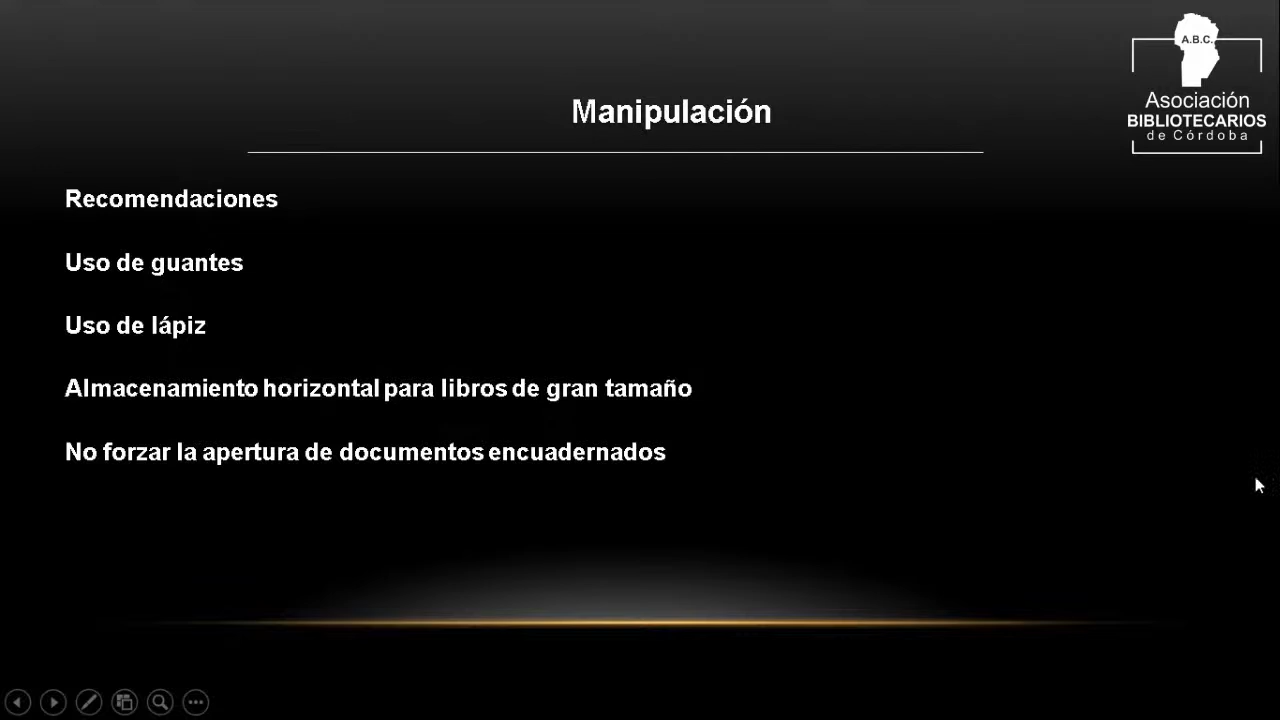 A.B.C.
Asociación
BIBLIOTECARIOS
de Córdoba
Manipulación
Recomendaciones
Uso de guantes
Uso de lápiz
Almacenamiento horizontal para libros de gran tamaño
No forzar la apertura de documentos encuadernados